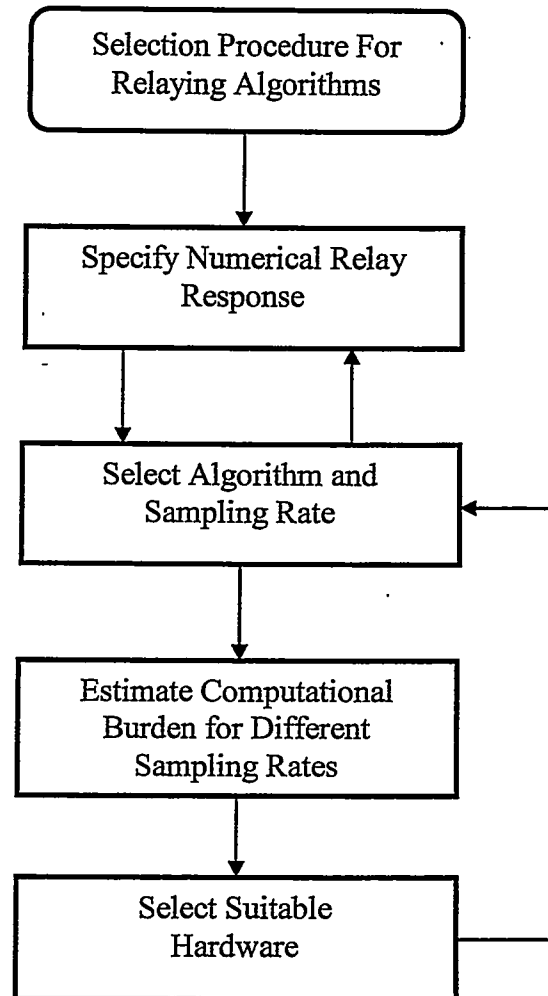 Selection Procedure For
Relaying Algorithms
Specify Numerical Relay
Response
Select Algorithm and
Sampling Rate
Estimate Computational
Burden for Different
Sampling Rates
Select Suitable
Hardware